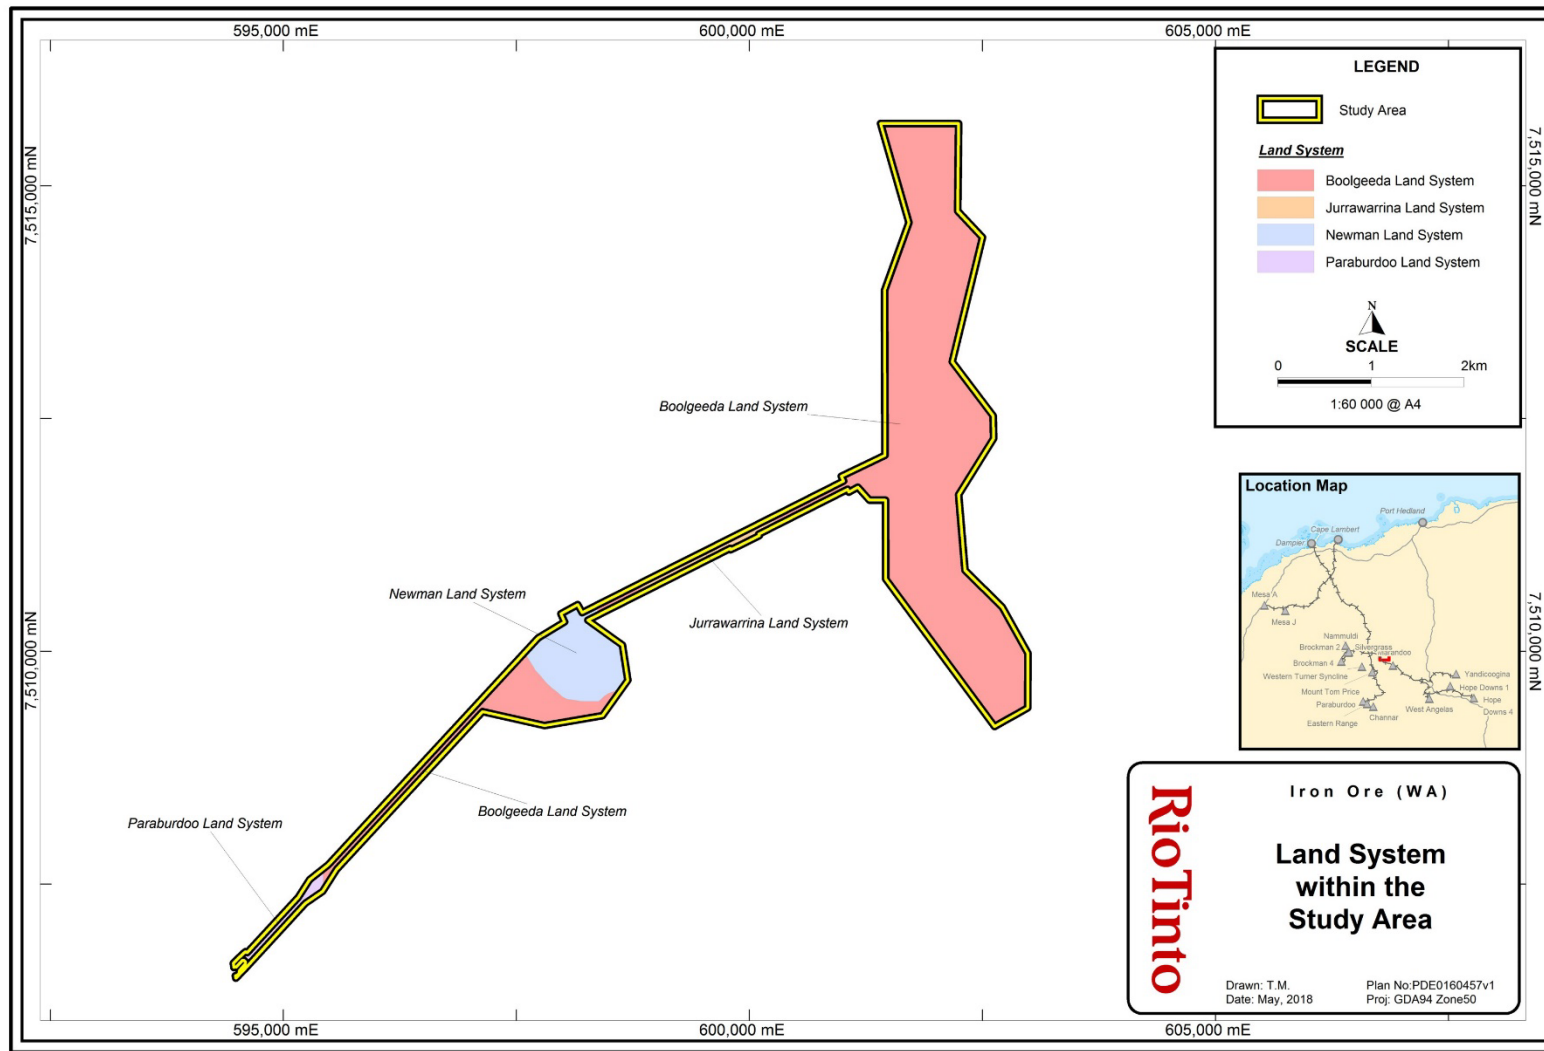 595,000 mE
600,000 mE
605,000 mE
7,515,000 mN
7,515,000 mN
LEGEND
Study Area
Land System
Boolgeeda Land System
Jurrawarrina Land System
Newman Land System
Paraburdoo Land System
N
SCALE
0 1 2km
1:60 000 @ A4
Boolgeeda Land System
Newman Land System
Jurrawarrina Land System
7,510,000 mN
7,510,000 mN
Boolgeeda Land System
Paraburdoo Land System
Location Map
Port Hedland
Cape Lambert
Dampier
Mesa A
Mesa J
Nammuldi
Brockman 2
Silvergrass
Brockman 4
Western Turner Syncline
Yandicoogina
Hope Downs 1
Mount Tom Price
Hope
Downs 4
Paraburdoo
West Angelas
Eastern Range
Channar
RioTinto
Iron Ore (WA)
Land System
within the
Study Area
Drawn: T.M.
Plan No:PDE0160457v1
Date: May, 2018
Proj: GDA94 Zone50
595,000 mE
600,000 mE
605,000 mE